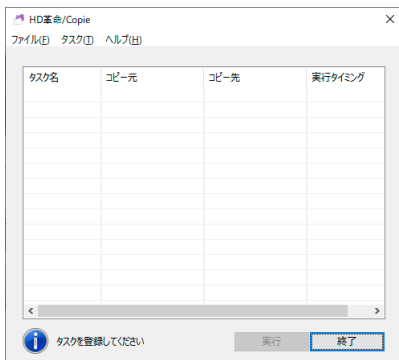 HD革命/Copie
ファイル(F) タスク(T) ヘルプ(H)
タスク名 コピー元 コピー先 実行タイミング
タスクを登録してください 実行 終了